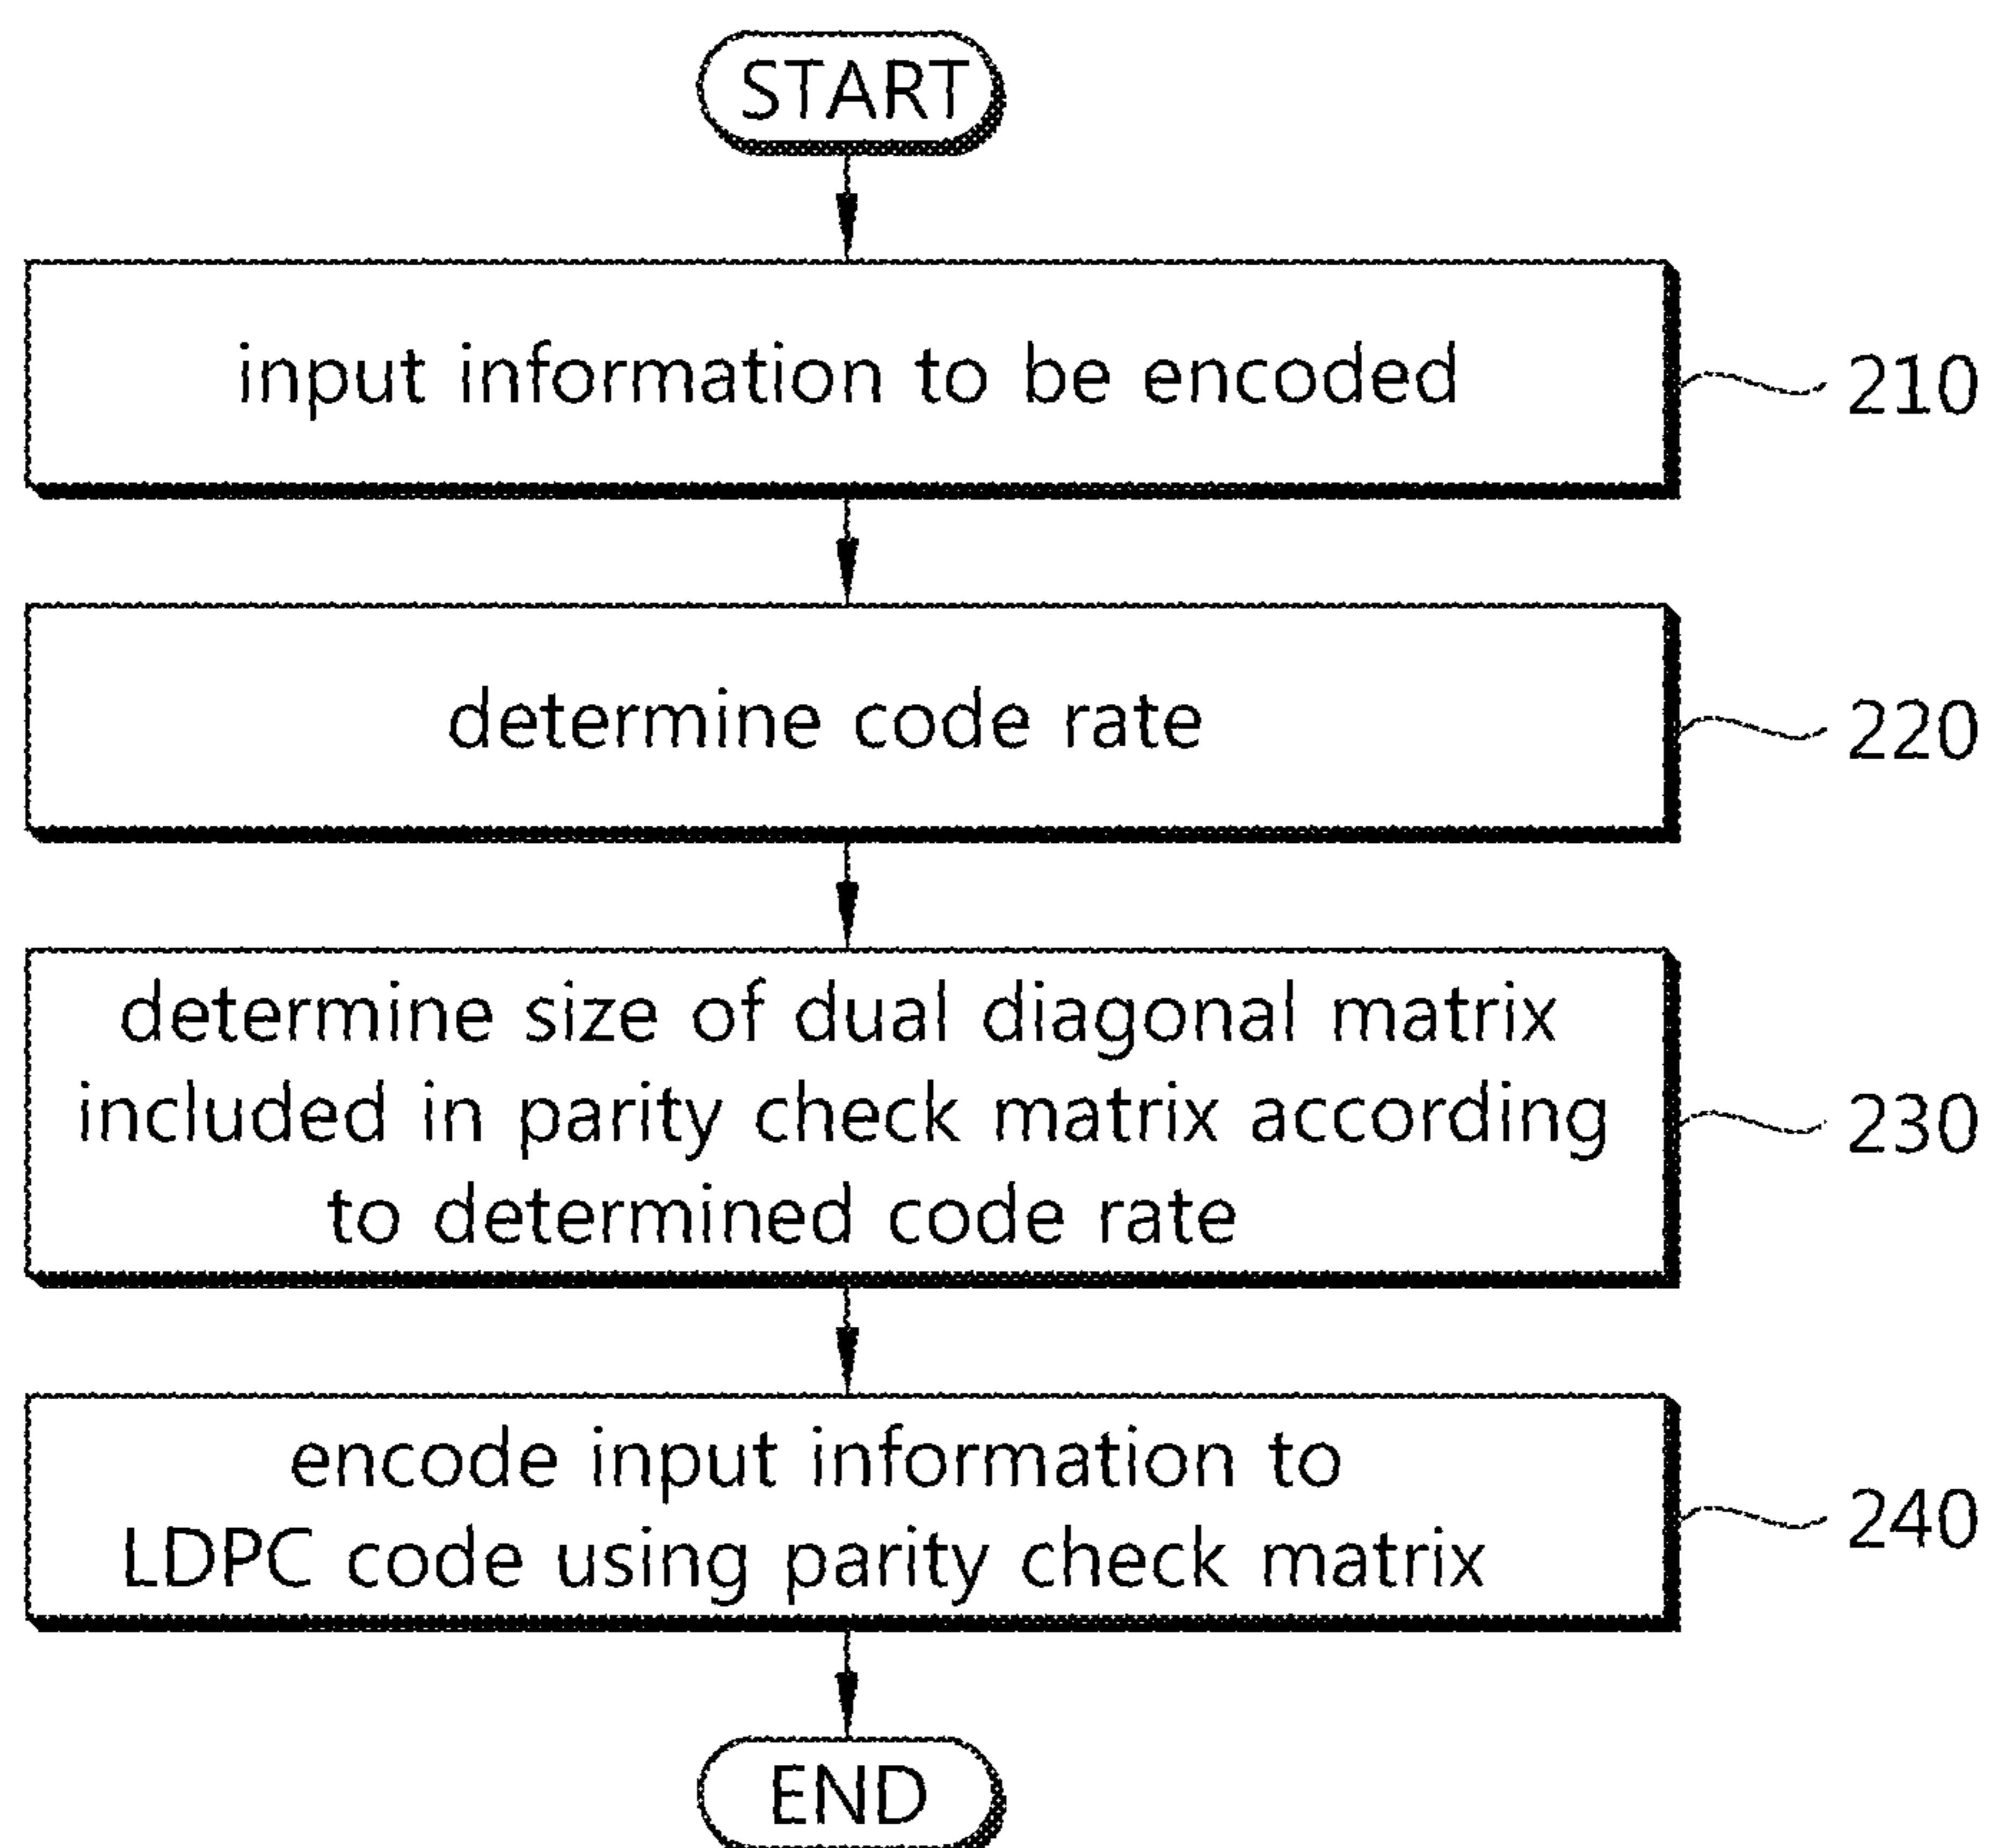 START
input information to be encoded
210
determine code rate
220
determine size of dual diagonal matrix
included in parity check matrix according
to determined code rate
230
encode input information to
LDPC code using parity check matrix
240
END